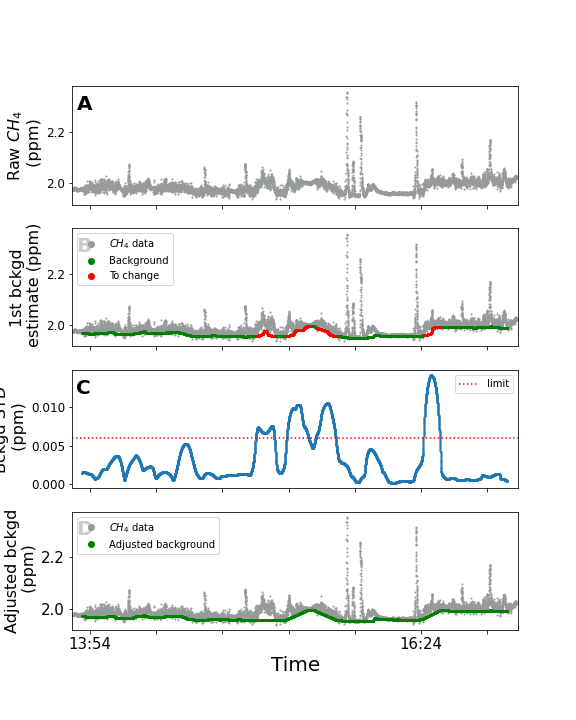 A
Raw CH4
(ppm)
2.2
2.0
B
CH4 data
Background
To change
1st bckgd
estimate (ppm)
2.2
2.0
C
limit
Bckgd STD
(ppm)
0.010
0.005
0.000
D
CH4 data
Adjusted background
Adjusted bckgd
(ppm)
2.2
2.0
13:54
16:24
Time